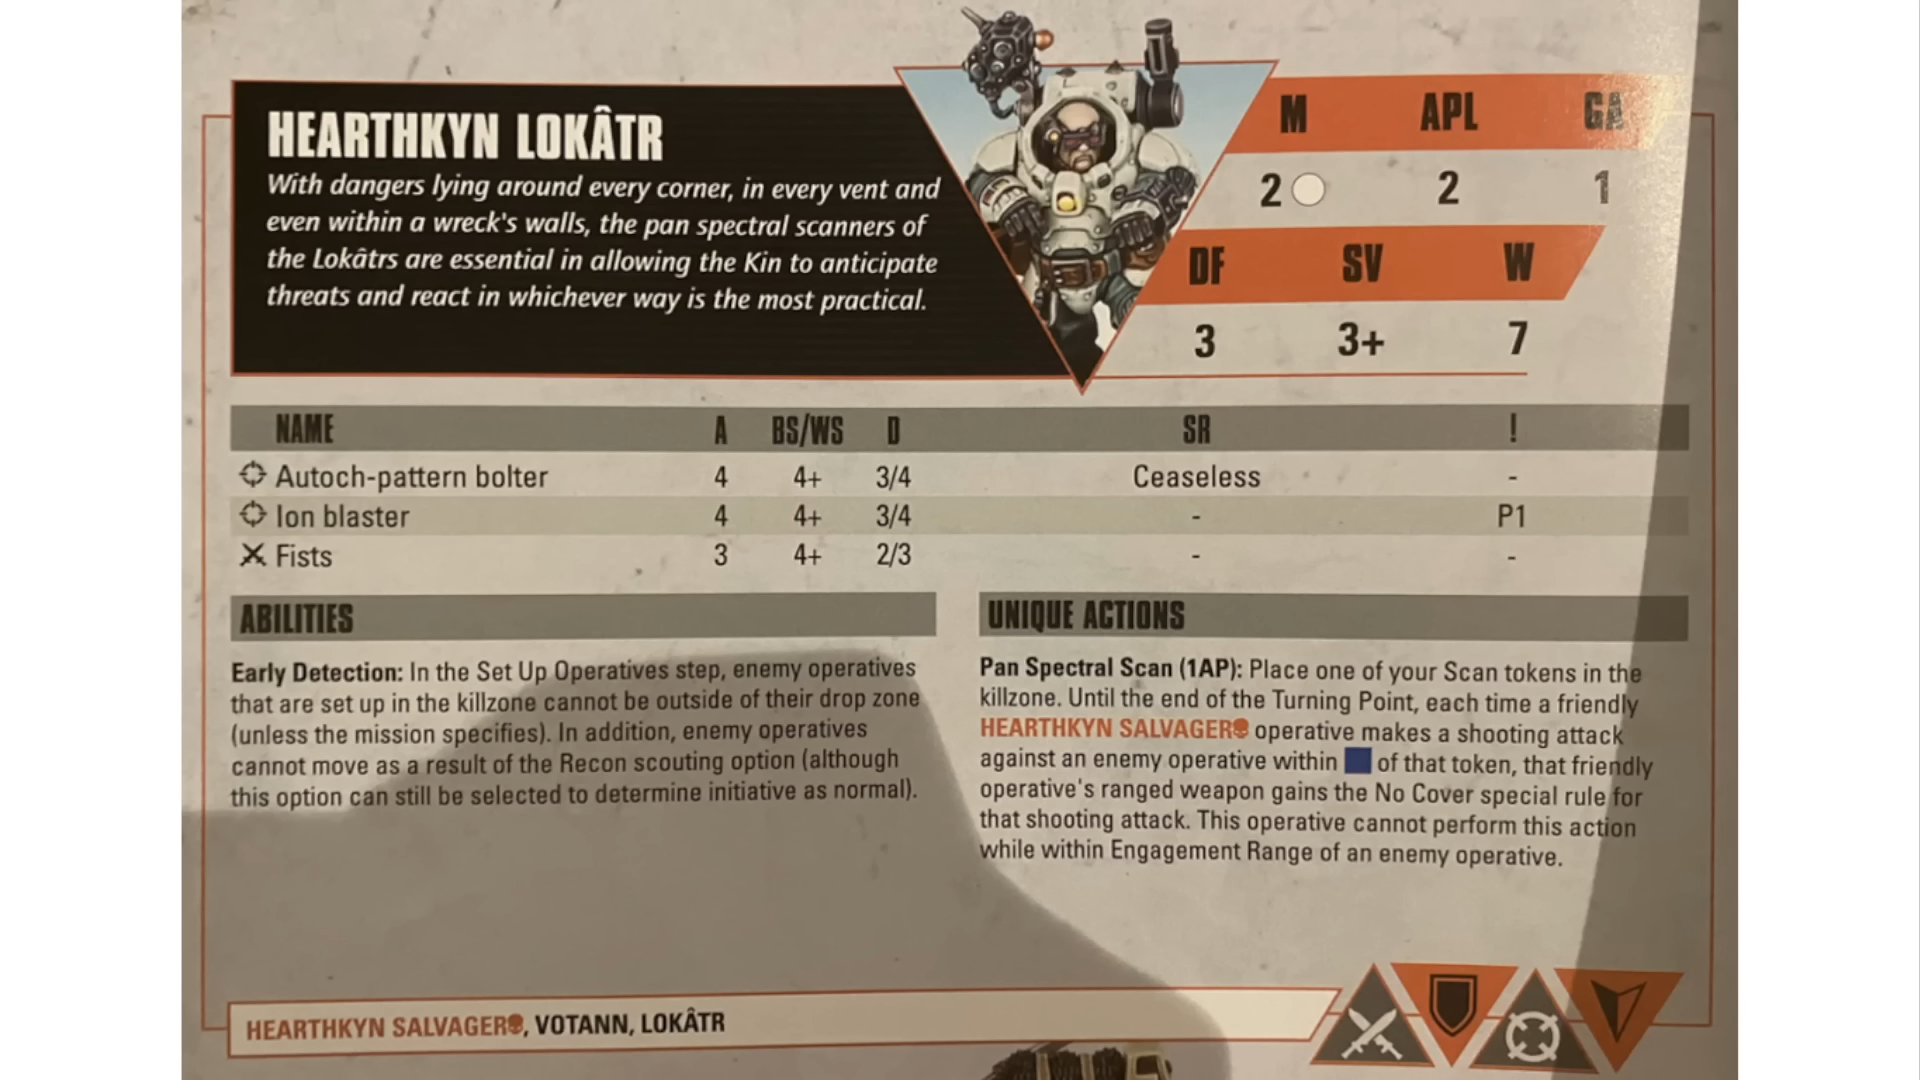 HEARTHKYN LOKÂTR
With dangers lying around every corner, in every vent and
even within a wreck's walls, the pan spectral scanners of
the Lokâtrs are essential in allowing the Kin to anticipate
threats and react in whichever way is the most practical.
M APL GA
2 2 1
DF SV W
3 3+ 7
NAME A BS/WS D SR !
Autoch-pattern bolter 4 4+ 3/4 Ceaseless -
Ion blaster 4 4+ 3/4 - P1
Fists 3 4+ 2/3 - -
ABILITIES
Early Detection: In the Set Up Operatives step, enemy operatives
that are set up in the killzone cannot be outside of their drop zone
(unless the mission specifies). In addition, enemy operatives
cannot move as a result of the Recon scouting option (although
this option can still be selected to determine initiative as normal).
UNIQUE ACTIONS
Pan Spectral Scan (1AP): Place one of your Scan tokens in the
killzone. Until the end of the Turning Point, each time a friendly
HEARTHKYN SALVAGER operative makes a shooting attack
against an enemy operative within of that token, that friendly
operative's ranged weapon gains the No Cover special rule for
that shooting attack. This operative cannot perform this action
while within Engagement Range of an enemy operative.
HEARTHKYN SALVAGER, VOTANN, LOKÂTR